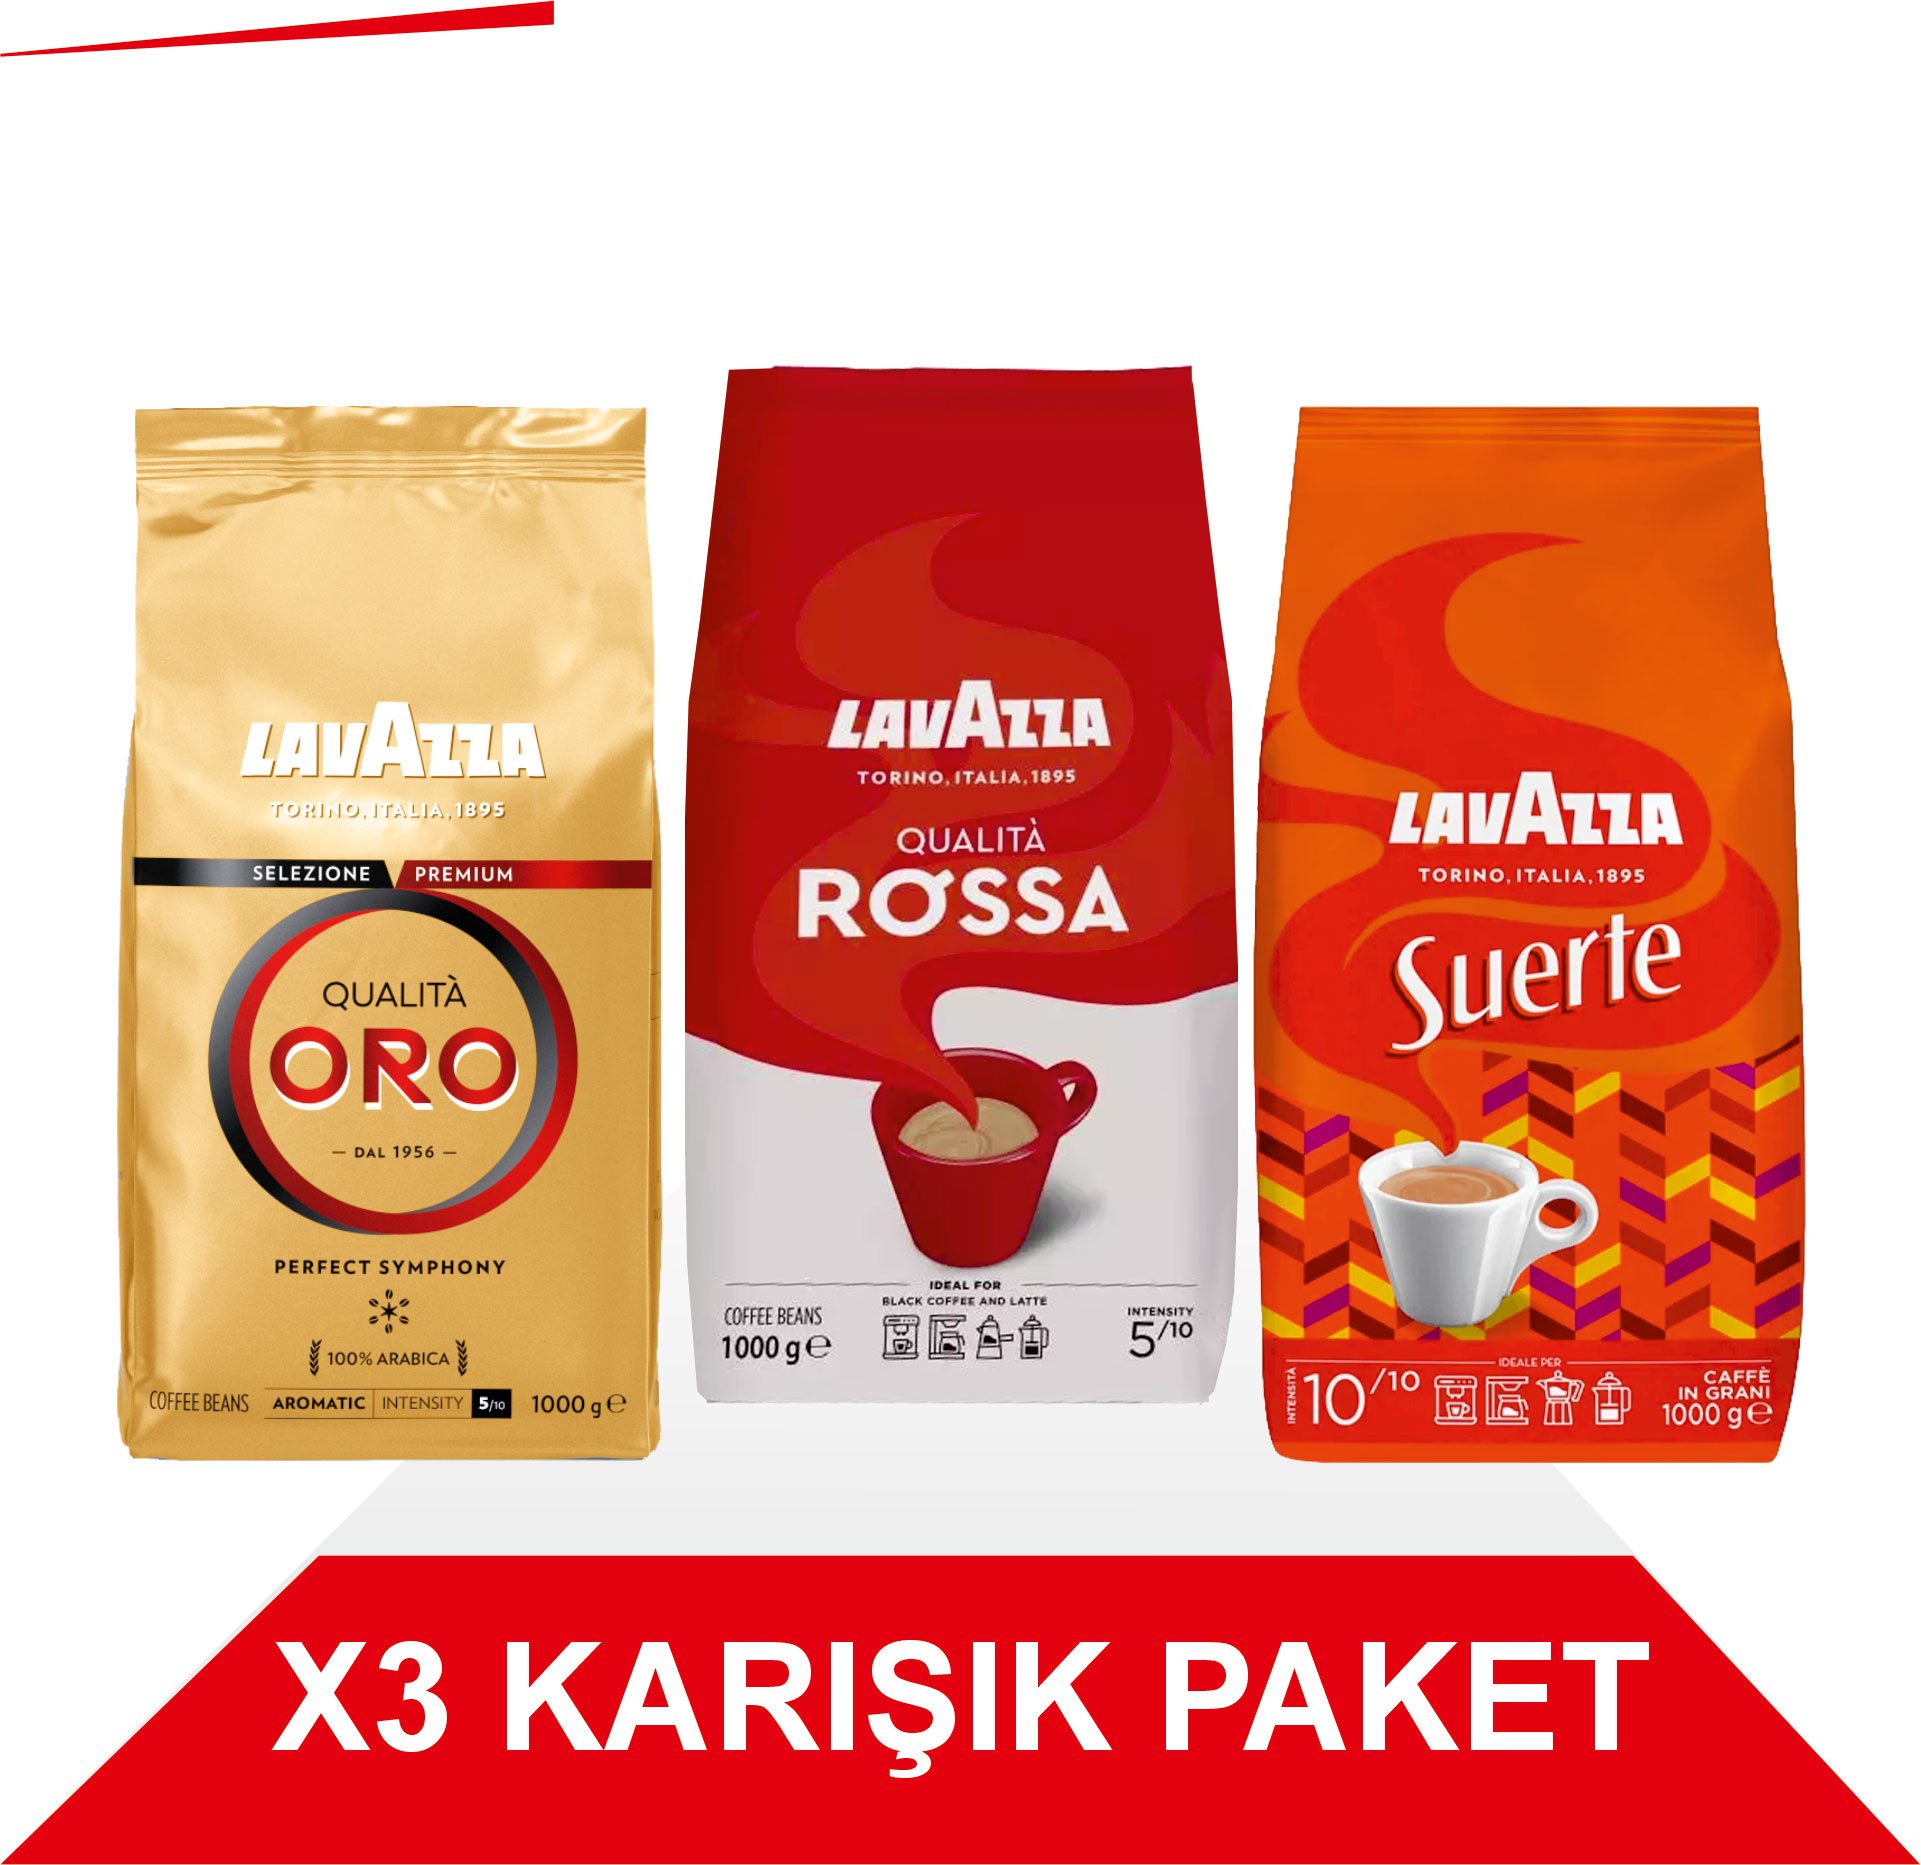 LAVAZZA
TORINO, ITALIA, 1895
SELEZIONE PREMIUM
QUALITÀ
ORO
— DAL 1956 —
PERFECT SYMPHONY
100% ARABICA
COFFEE BEANS AROMATIC INTENSITY 5/10 1000 g e
LAVAZZA
TORINO, ITALIA, 1895
QUALITÀ
ROSSA
IDEAL FOR
BLACK COFFEE AND LATTE
COFFEE BEANS
1000 g e
INTENSITY
5/10
LAVAZZA
TORINO, ITALIA, 1895
Suerte
INTENSITÀ
10/10
IDEALE PER
CAFFÈ
IN GRANI
1000 g e
X3 KARIŞIK PAKET